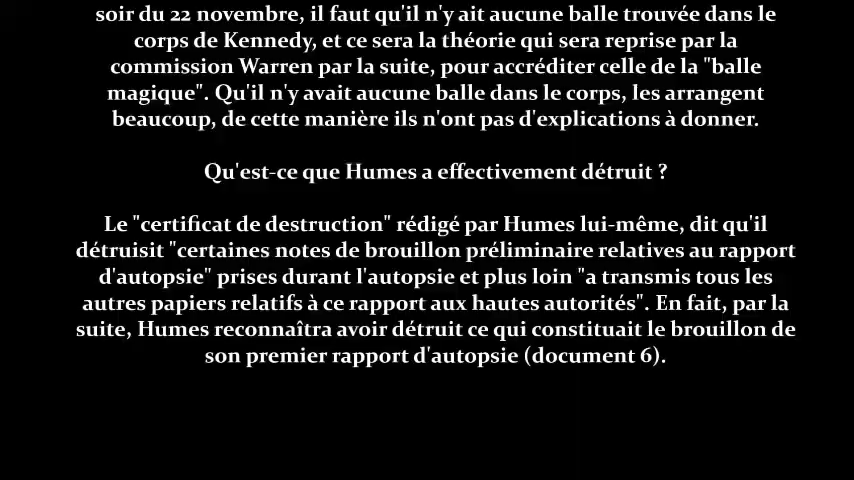 soir du 22 novembre, il faut qu'il n'y ait aucune balle trouvée dans le
corps de Kennedy, et ce sera la théorie qui sera reprise par la
commission Warren par la suite, pour accréditer celle de la "balle
magique". Qu'il n'y avait aucune balle dans le corps, les arrangent
beaucoup, de cette manière ils n'ont pas d'explications à donner.
Qu'est-ce que Humes a effectivement détruit ?
Le "certificat de destruction" rédigé par Humes lui-même, dit qu'il
détruisit "certaines notes de brouillon préliminaire relatives au rapport
d'autopsie" prises durant l'autopsie et plus loin "a transmis tous les
autres papiers relatifs à ce rapport aux hautes autorités". En fait, par la
suite, Humes reconnaîtra avoir détruit ce qui constituait le brouillon de
son premier rapport d'autopsie (document 6).